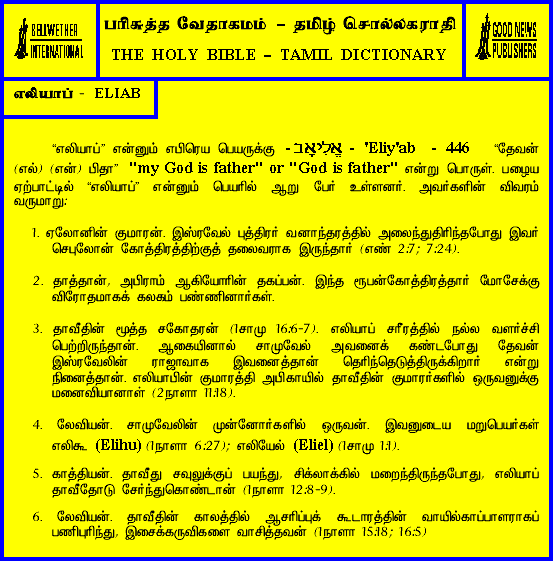 BELLWETHER
INTERNATIONAL
பரிசுத்த வேதாகமம் – தமிழ் சொல்லகராதி
THE HOLY BIBLE – TAMIL DICTIONARY
GOOD NEWS
PUBLISHERS
எலியாப் - ELIAB
“எலியாப்” என்னும் எபிரெய பெயருக்கு - אֱלִיאָב - 'Eliy'ab - 446 “தேவன்
(எல்) (என்) பிதா” "my God is father" or "God is father" என்று பொருள். பழைய
ஏற்பாட்டில் “எலியாப்” என்னும் பெயரில் ஆறு பேர் உள்ளனர். அவர்களின் விவரம்
வருமாறு:
1. ஏலோனின் குமாரன். இஸ்ரவேல் புத்திரர் வனாந்தரத்தில் அலைந்துதிரிந்தபோது இவர்
செபுலோன் கோத்திரத்திற்குத் தலைவராக இருந்தார் (எண் 2:7; 7:24).
2. தாத்தான், அபிராம் ஆகியோரின் தகப்பன். இந்த ரூபன்கோத்திரத்தார் மோசேக்கு
விரோதமாகக் கலகம் பண்ணினார்கள்.
3. தாவீதின் மூத்த சகோதரன் (1சாமு 16:6-7). எலியாப் சரீரத்தில் நல்ல வளர்ச்சி
பெற்றிருந்தான். ஆகையினால் சாமுவேல் அவனைக் கண்டபோது தேவன்
இஸ்ரவேலின் ராஜாவாக இவனைத்தான் தெரிந்தெடுத்திருக்கிறார் என்று
நினைத்தான். எலியாபின் குமாரத்தி அபிகாயில் தாவீதின் குமாரர்களில் ஒருவனுக்கு
மனைவியானாள் (2நாளா 11:18).
4. லேவியன். சாமுவேலின் முன்னோர்களில் ஒருவன். இவனுடைய மறுபெயர்கள்
எலிகூ (Elihu) (1நாளா 6:27); எலியேல் (Eliel) (1சாமு 1:1).
5. காத்தியன். தாவீது சவுலுக்குப் பயந்து, சிக்லாக்கில் மறைந்திருந்தபோது, எலியாப்
தாவீதோடு சேர்ந்துகொண்டான் (1நாளா 12:8-9).
6. லேவியன். தாவீதின் காலத்தில் ஆசரிப்புக் கூடாரத்தின் வாயில்காப்பாளராகப்
பணிபுரிந்து, இசைக்கருவிகளை வாசித்தவன் (1நாளா 15:18; 16:5)